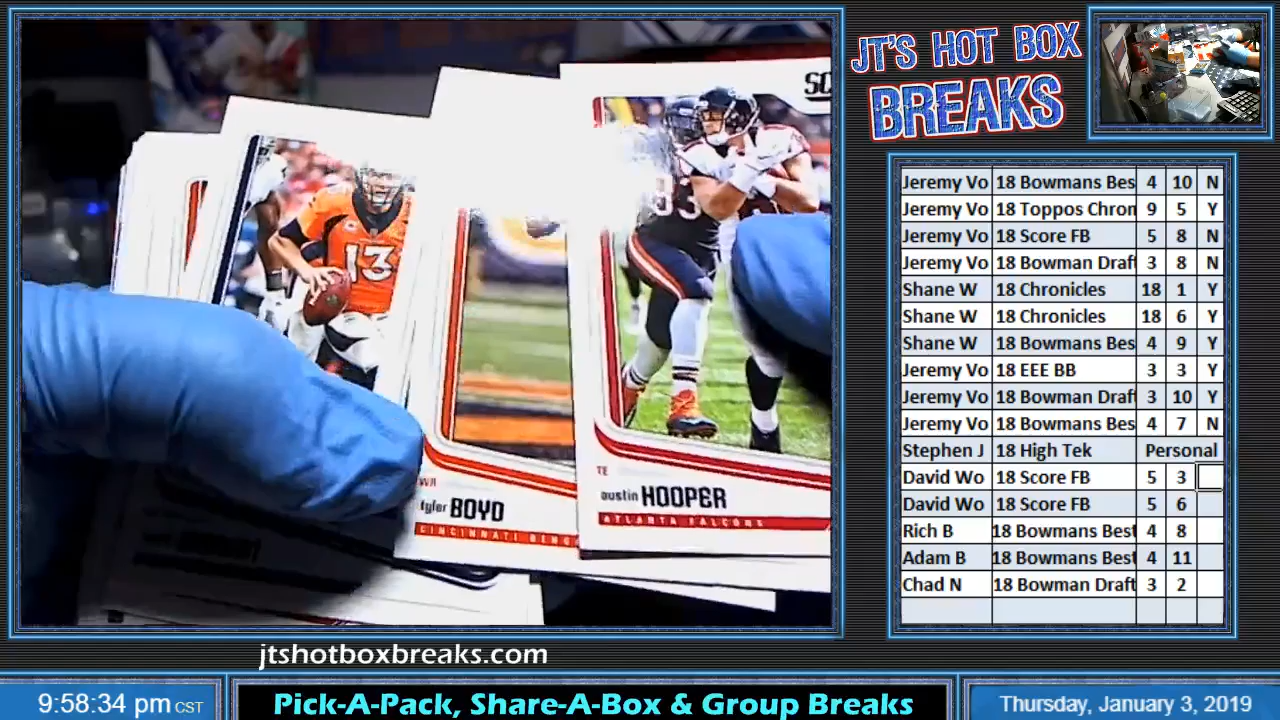 JT'S HOT BOX
BREAKS
Jeremy Vo 18 Bowmans Bes 4 10 N
Jeremy Vo 18 Toppos Chron 9 5 Y
Jeremy Vo 18 Score FB 5 8 N
Jeremy Vo 18 Bowman Draft 3 8 N
Shane W 18 Chronicles 18 1 Y
Shane W 18 Chronicles 18 6 Y
Shane W 18 Bowmans Bes 4 9 Y
Jeremy Vo 18 EEE BB 3 3 Y
Jeremy Vo 18 Bowman Draft 3 10 Y
Jeremy Vo 18 Bowmans Bes 4 7 N
Stephen J 18 High Tek Personal
David Wo 18 Score FB 5 3
David Wo 18 Score FB 5 6
Rich B 18 Bowmans Best 4 8
Adam B 18 Bowmans Best 4 11
Chad N 18 Bowman Draft 3 2
SC
13
83
WR
tyler BOYD
CINCINNATI BENG
TE
austin HOOPER
ATLANTA FALCONS
jtshotboxbreaks.com
9:58:34 pm CST
Pick-A-Pack, Share-A-Box & Group Breaks
Thursday, January 3, 2019